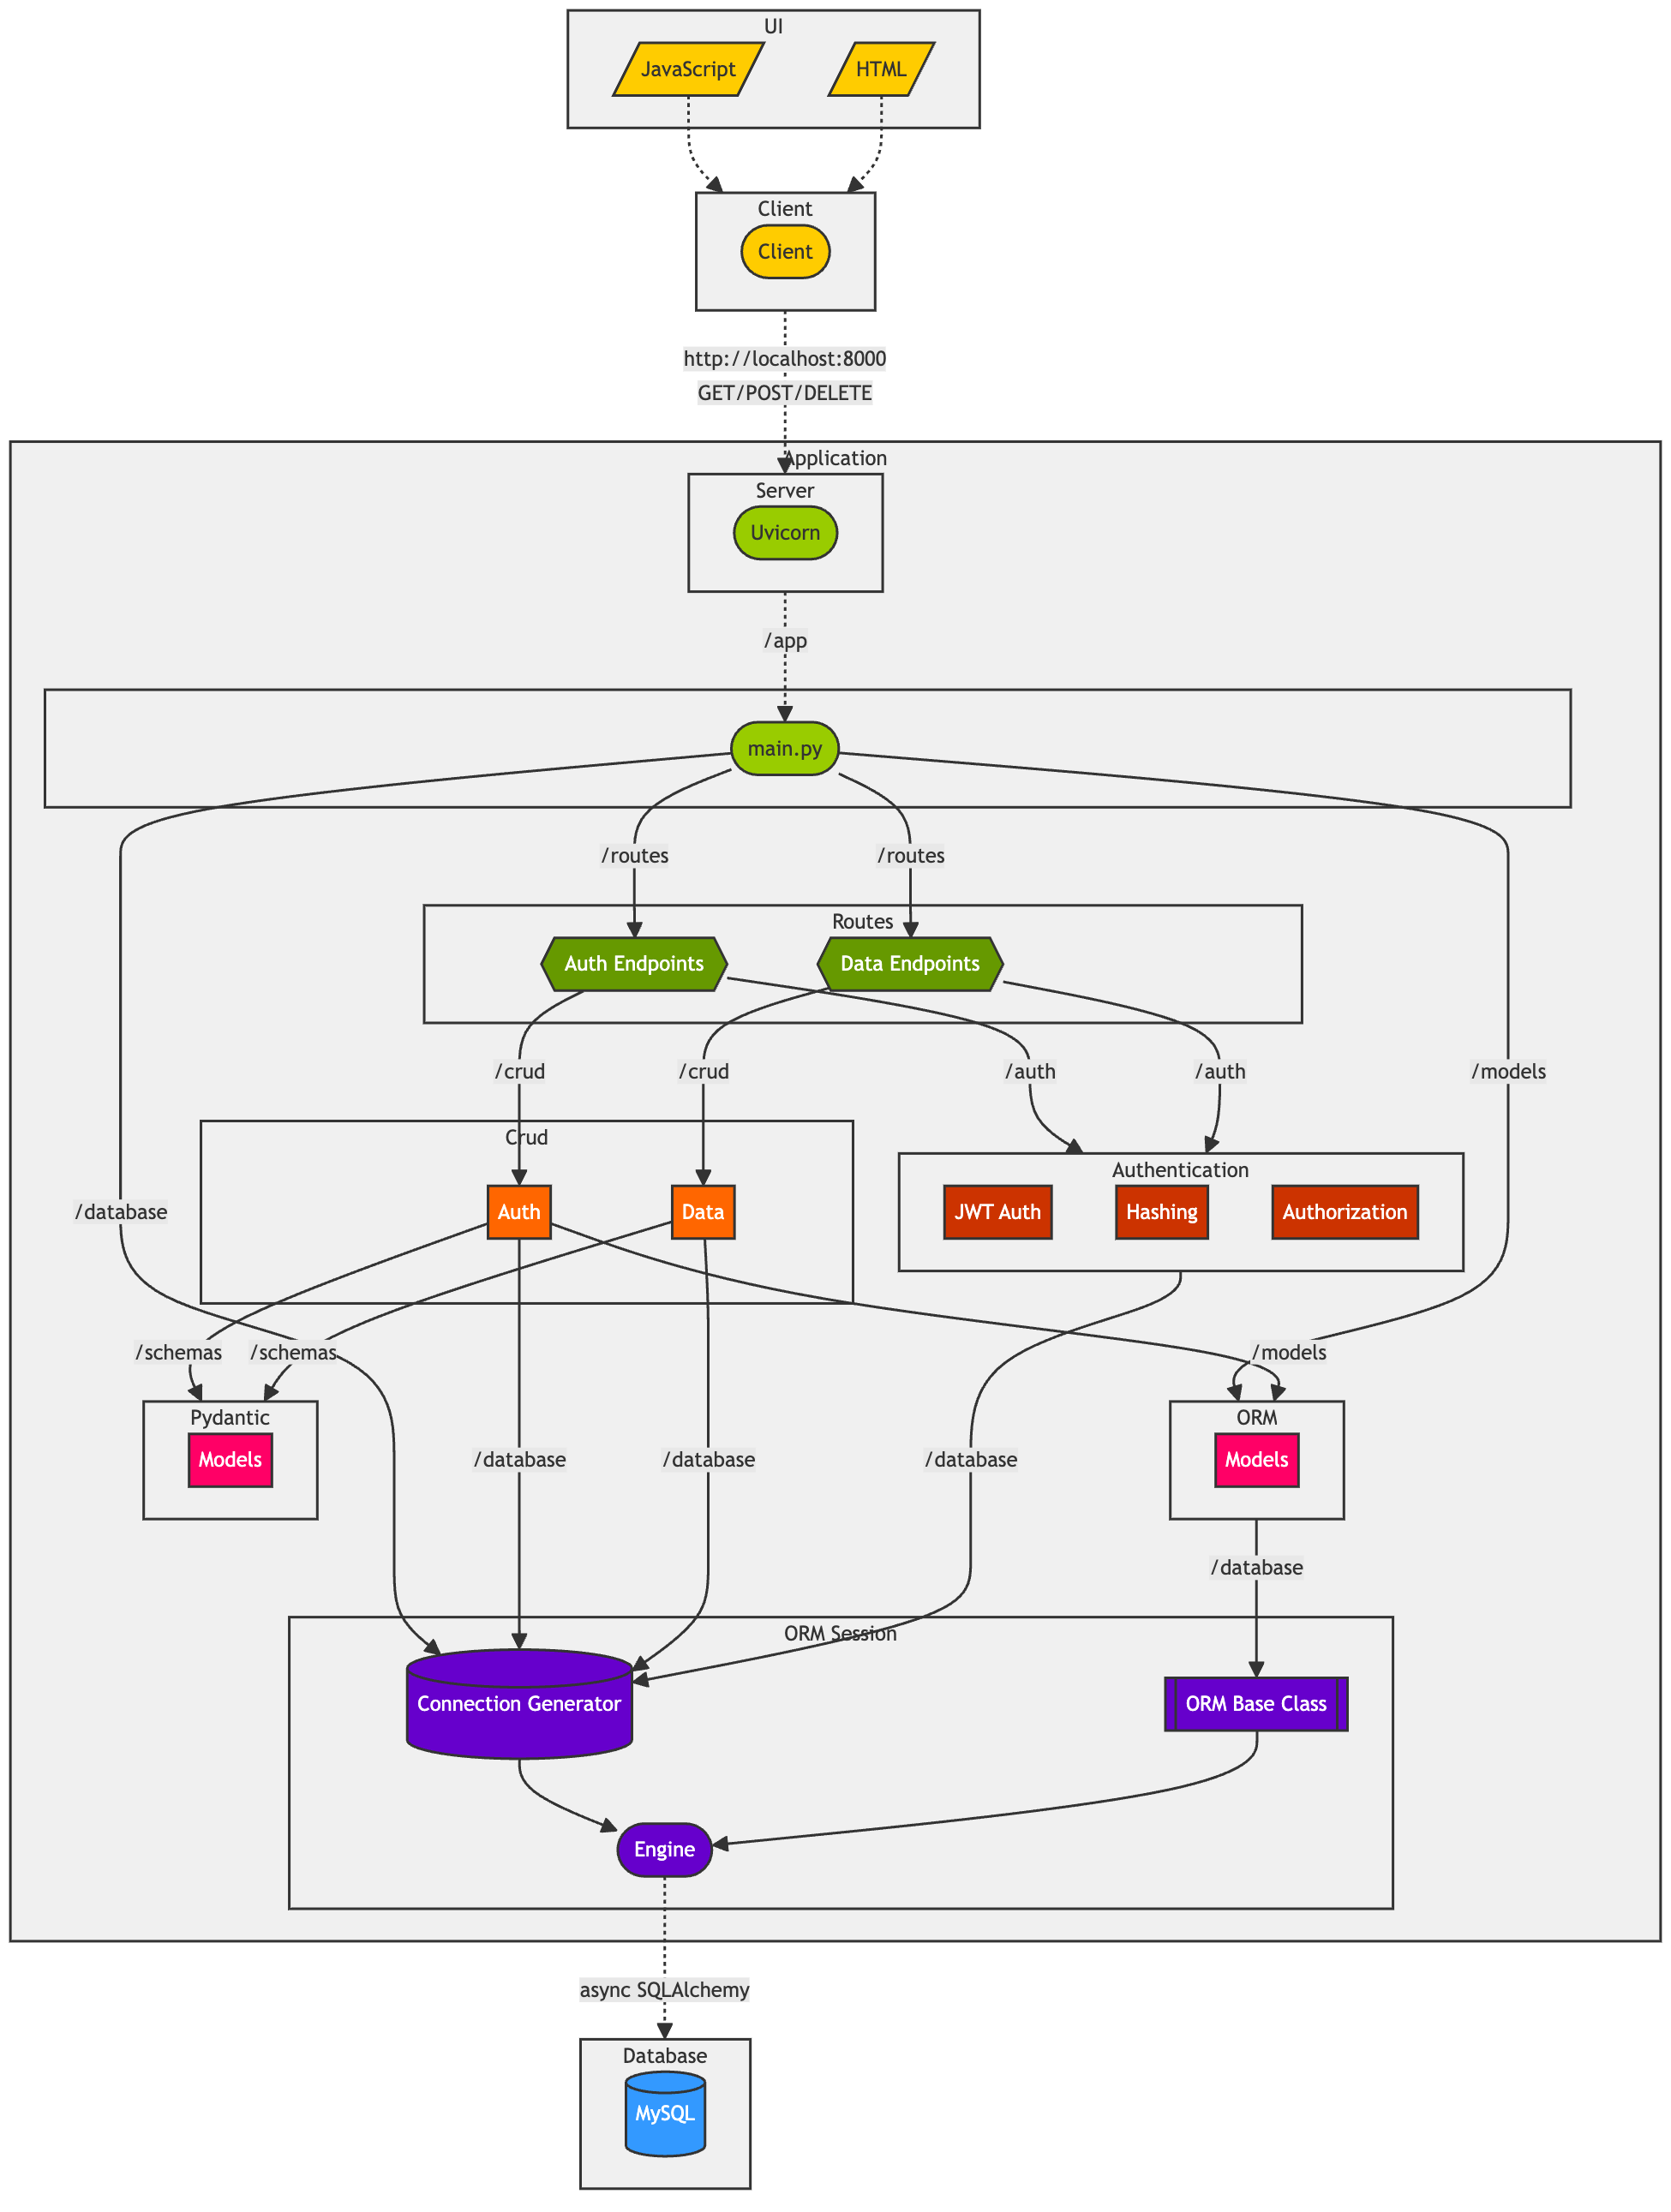 UI
JavaScript
HTML
Client
Client
http://localhost:8000
GET/POST/DELETE
Application
Server
Uvicorn
/app
main.py
/routes
/routes
Routes
Auth Endpoints
Data Endpoints
/crud
/crud
/auth
/auth
/models
Crud
Authentication
/database
Auth
Data
JWT Auth
Hashing
Authorization
/schemas
/schemas
/models
Pydantic
ORM
Models
/database
/database
/database
Models
/database
ORM Session
Connection Generator
ORM Base Class
Engine
async SQLAlchemy
Database
MySQL